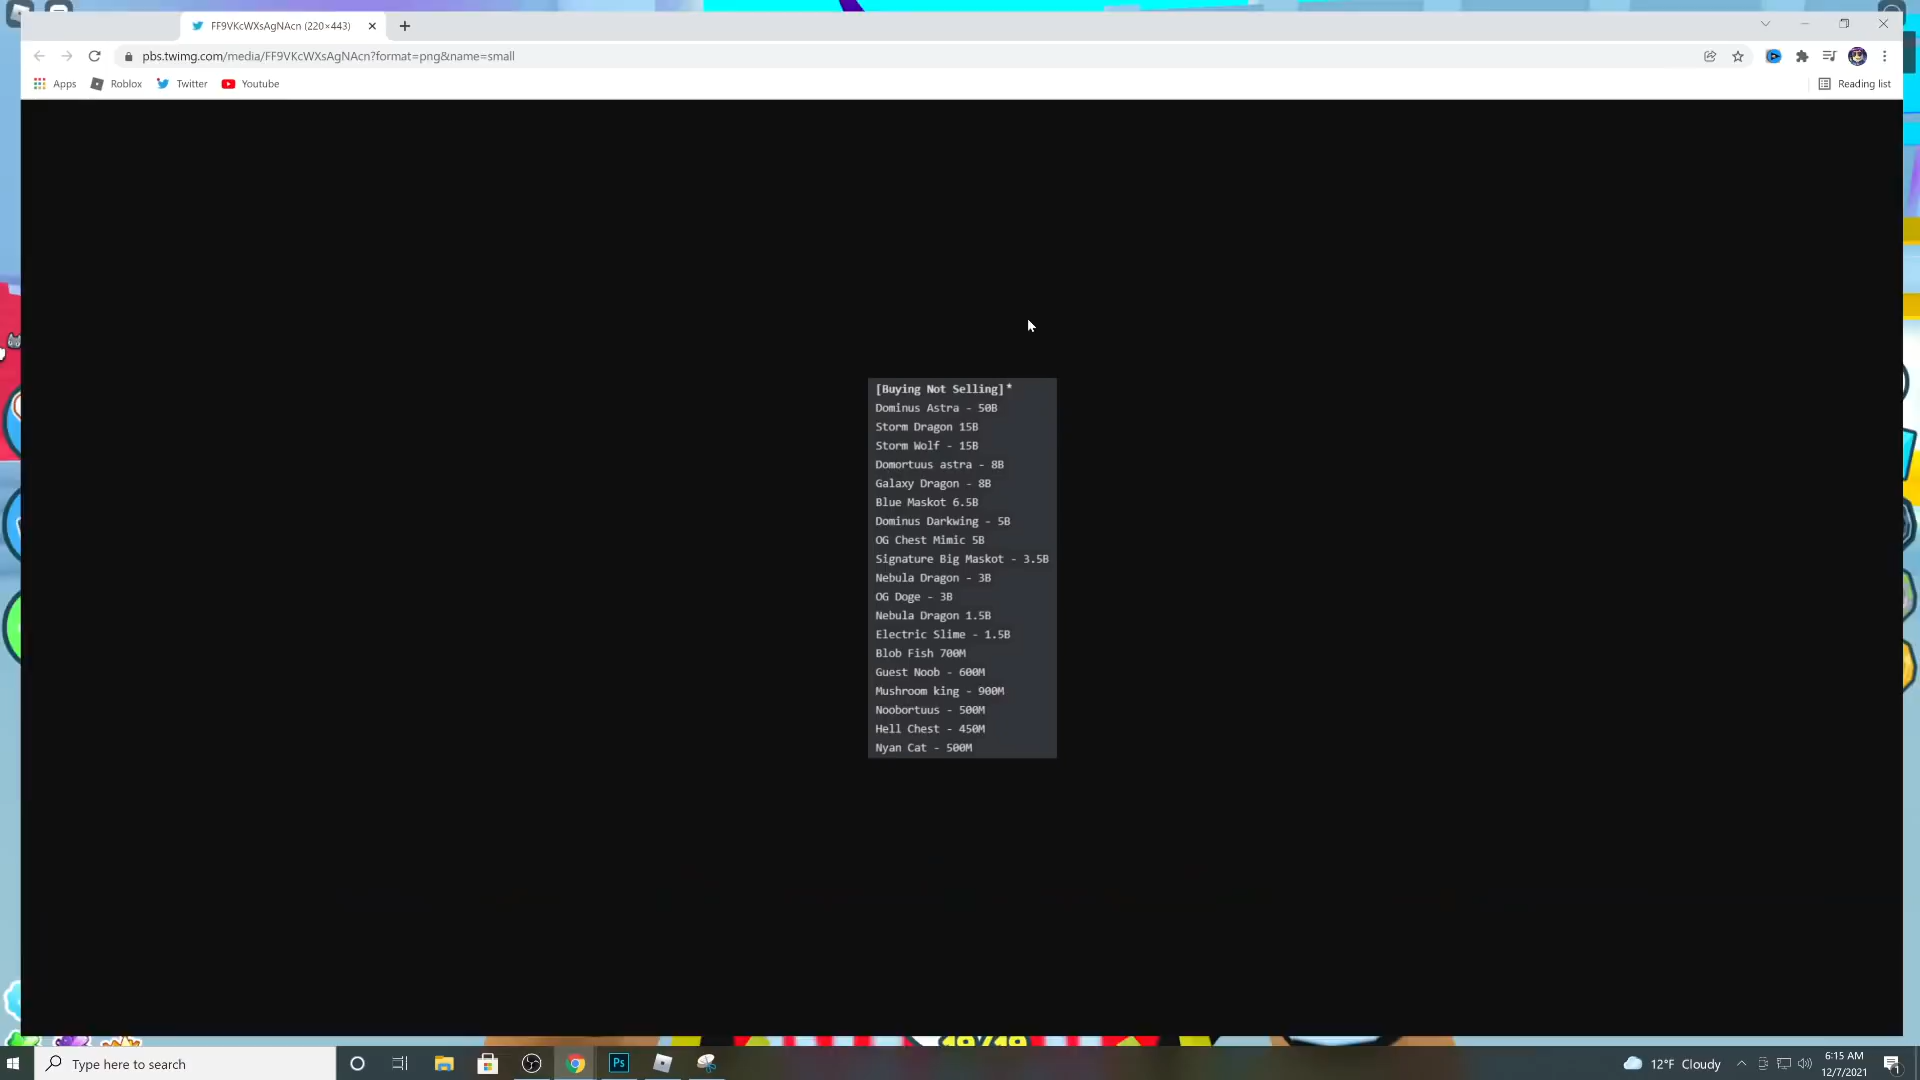 FF9VKcWXsAgNAcn (220×443)
pbs.twimg.com/media/FF9VKcWXsAgNAcn?format=png&name=small
Apps Roblox Twitter Youtube Reading list
[Buying Not Selling]*
Dominus Astra - 50B
Storm Dragon 15B
Storm Wolf - 15B
Domortuus astra - 8B
Galaxy Dragon - 8B
Blue Maskot 6.5B
Dominus Darkwing - 5B
OG Chest Mimic 5B
Signature Big Maskot - 3.5B
Nebula Dragon - 3B
OG Doge - 3B
Nebula Dragon 1.5B
Electric Slime - 1.5B
Blob Fish 700M
Guest Noob - 600M
Mushroom king - 900M
Noobortuus - 500M
Hell Chest - 450M
Nyan Cat - 500M
Type here to search
Ps
12°F Cloudy
6:15 AM
12/7/2021
1